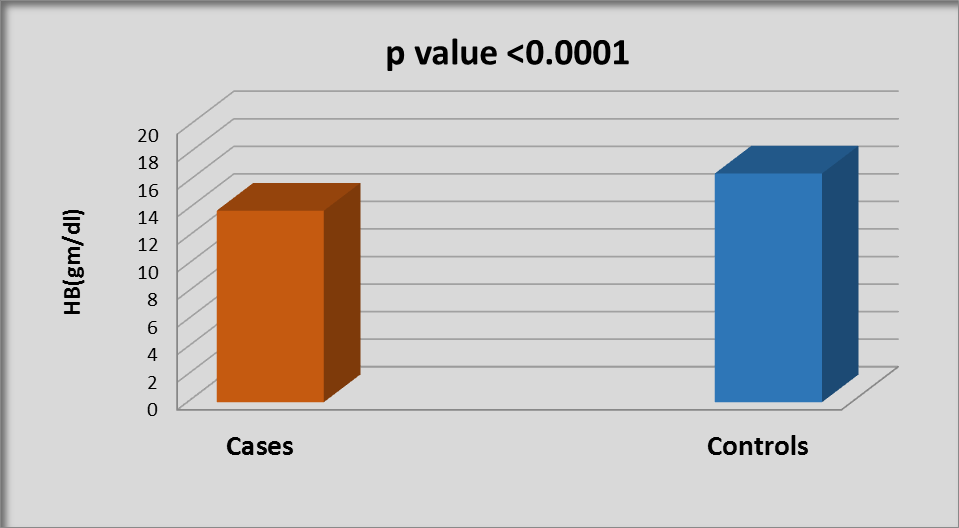 p value <0.0001
20
18
16
14
12
10
8
6
4
2
0
HB(gm/dl)
Cases
Controls